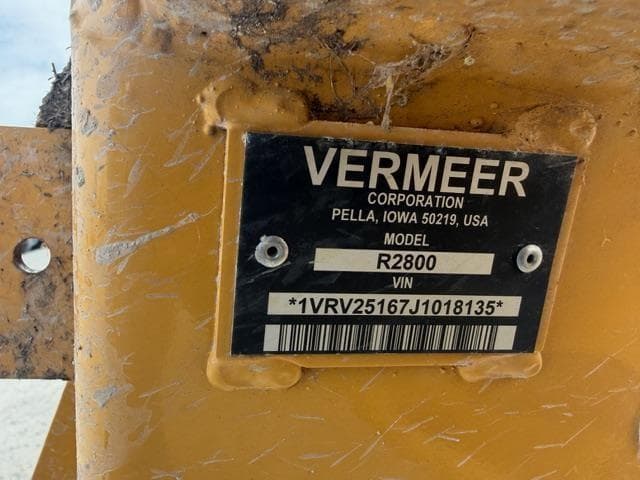 VERMEER
CORPORATION
PELLA, IOWA 50219, USA
MODEL
R2800
VIN
*1VRV25167J1018135*